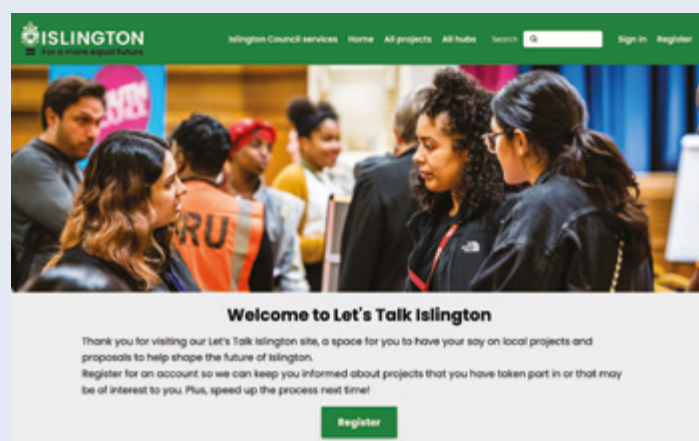 ISLINGTON
For a more equal future
Islington Council services Home All projects All hubs Search Sign in Register
RU
Welcome to Let's Talk Islington
Thank you for visiting our Let's Talk Islington site, a space for you to have your say on local projects and
proposals to help shape the future of Islington.
Register for an account so we can keep you informed about projects that you have taken part in or that may
be of interest to you. Plus, speed up the process next time!
Register